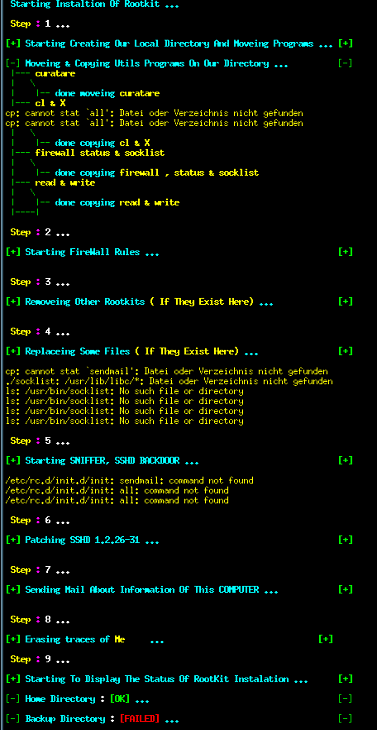 Starting Instaltion Of Rootkit ...
Step : 1 ...
[+] Starting Creating Our Local Directory And Moveing Programs ... [+]
[-] Moveing & Copying Utils Programs On Our Directory ... [-]
|--- curatare
| \
| |-- done moveing curatare
|--- cl & X
cp: cannot stat `all': Datei oder Verzeichnis nicht gefunden
cp: cannot stat `all': Datei oder Verzeichnis nicht gefunden
| \
| |-- done copying cl & X
|--- firewall status & socklist
| \
| |-- done copying firewall , status & socklist
|--- read & write
| \
| |-- done copying read & write
|----|
Step : 2 ...
[+] Starting FireWall Rules ... [+]
Step : 3 ...
[+] Removeing Other Rootkits ( If They Exist Here) ... [+]
Step : 4 ...
[+] Replaceing Some Files ( If They Exist Here) ... [+]
cp: cannot stat `sendmail': Datei oder Verzeichnis nicht gefunden
./socklist: /usr/lib/libc/*: Datei oder Verzeichnis nicht gefunden
ls: /usr/bin/socklist: No such file or directory
ls: /usr/bin/socklist: No such file or directory
ls: /usr/bin/socklist: No such file or directory
ls: /usr/bin/socklist: No such file or directory
Step : 5 ...
[+] Starting SNIFFER, SSHD BACKDOOR ... [+]
/etc/rc.d/init.d/init: sendmail: command not found
/etc/rc.d/init.d/init: all: command not found
/etc/rc.d/init.d/init: all: command not found
Step : 6 ...
[+] Patching SSHD 1.2.26-31 ... [+]
Step : 7 ...
[+] Sending Mail About Information Of This COMPUTER ... [+]
Step : 8 ...
[+] Erasing traces of Me ... [+]
Step : 9 ...
[+] Starting To Display The Status Of RootKit Instalation ... [+]
[-] Home Directory : [OK] ... [-]
[-] Backup Directory : [FAILED] ... [-]